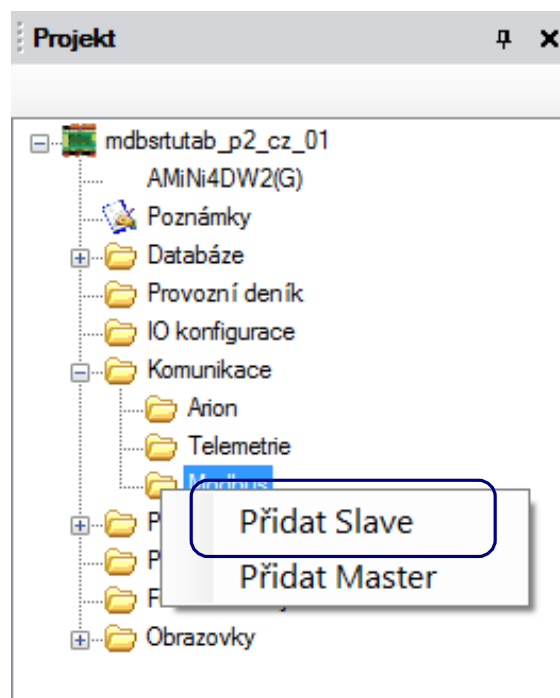 Projekt
mdbsrtutab_p2_cz_01
AMiNi4DW2(G)
Poznámky
Databáze
Provozní deník
IO konfigurace
Komunikace
Arion
Telemetrie
Modbus
Přidat Slave
Přidat Master
Obrazovky